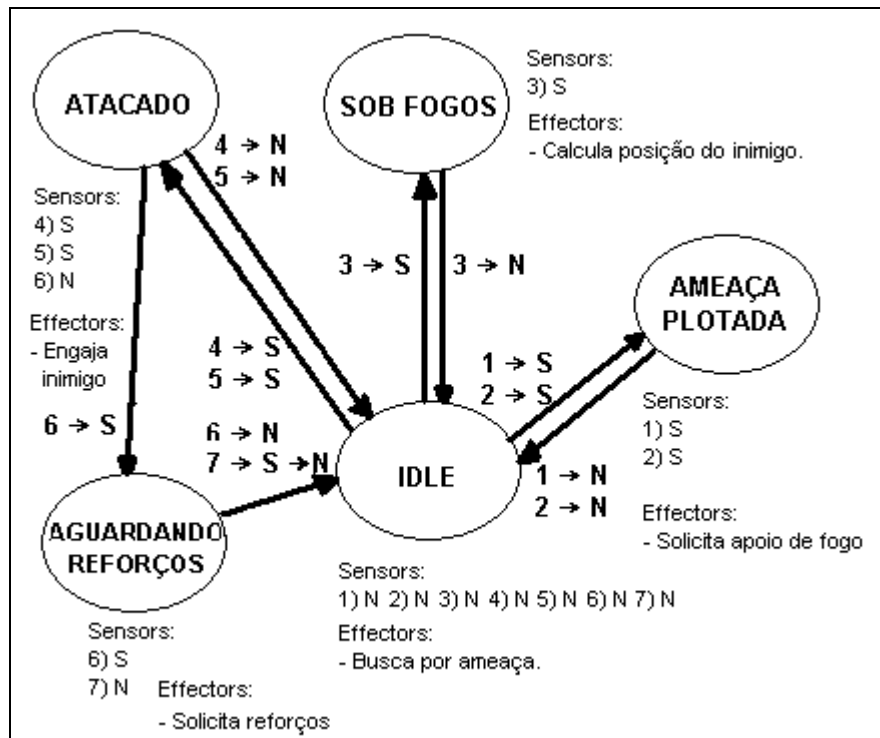 ATACADO
4 → N
5 → N
Sensors:
4) S
5) S
6) N
Effectors:
- Engaja
inimigo
6 → S
4 → S
5 → S
SOB FOGOS
Sensors:
3) S
Effectors:
- Calcula posição do inimigo.
3 → S
3 → N
AMEAÇA
PLOTADA
1 → S
2 → S
Sensors:
1) S
2) S
Effectors:
- Solicita apoio de fogo
1 → N
2 → N
6 → N
7 → S → N
IDLE
Sensors:
1) N 2) N 3) N 4) N 5) N 6) N 7) N
Effectors:
- Busca por ameaça.
AGUARDANDO
REFORÇOS
Sensors:
6) S
7) N
Effectors:
- Solicita reforços